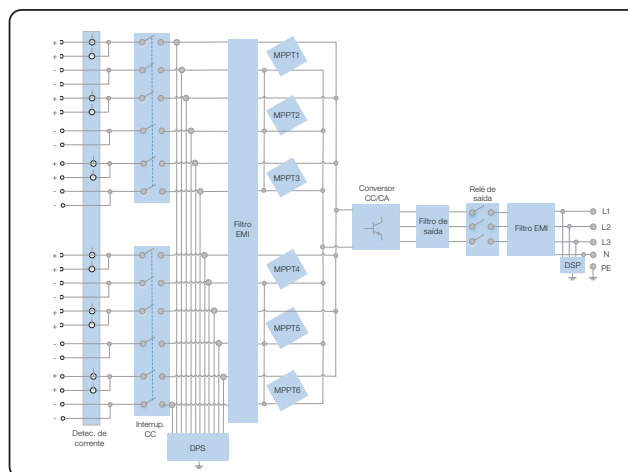 +
+
-
-
+
+
-
-
+
+
-
-
+
+
-
-
+
+
-
-
+
+
-
-
Detec. de
corrente
Interrup.
CC
DPS
Filtro
EMI
MPPT1
MPPT2
MPPT3
MPPT4
MPPT5
MPPT6
Conversor
CC/CA
Filtro de
saída
Relé de
saída
Filtro EMI
DSP
L1
L2
L3
N
PE